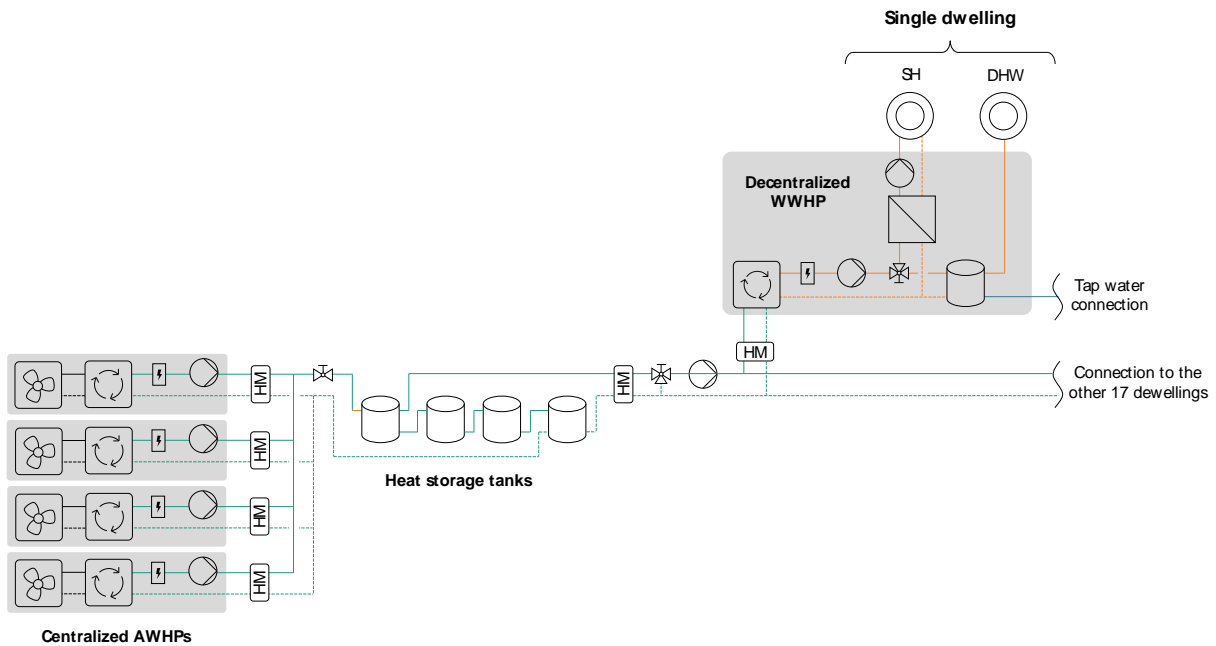 Single dwelling
SH
DHW
Decentralized
WWHP
Tap water
connection
HM
HM
HM
Connection to the
other 17 dewellings
HM
HM
HM
Heat storage tanks
Centralized AWHPs